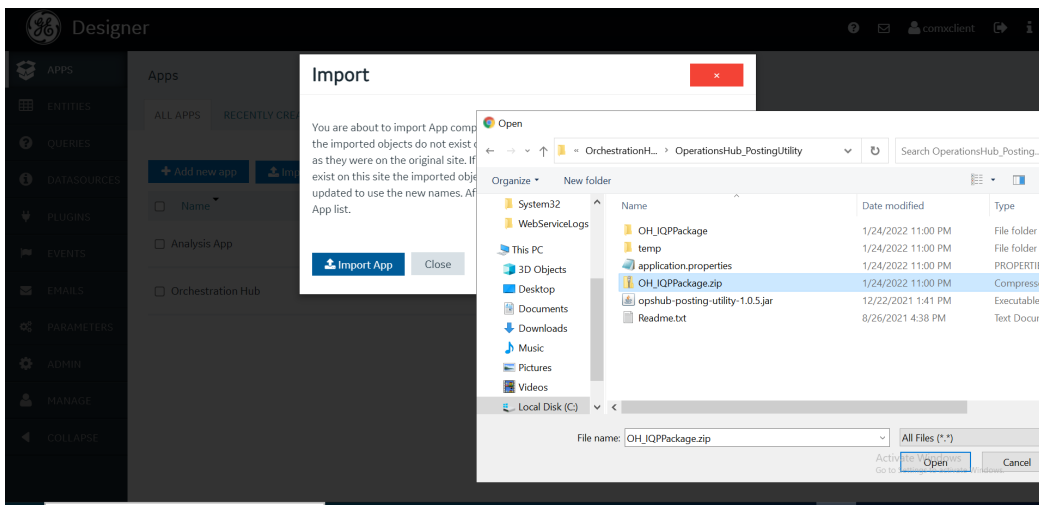 Designer
comxclient
APPS
ENTITIES
QUERIES
DATASOURCES
PLUGINS
EVENTS
EMAILS
PARAMETERS
ADMIN
MANAGE
COLLAPSE
Apps
ALL APPS RECENTLY CRE
+ Add new app Imp
Name
Analysis App
Orchestration Hub
Import
×
You are about to import App comp
the imported objects do not exist
as they were on the original site. If
exist on this site the imported obje
updated to use the new names. Af
App list.
Import App Close
Open
« OrchestrationH... > OperationsHub_PostingUtility
Search OperationsHub_Posting...
Organize New folder
System32
WebServiceLogs
This PC
3D Objects
Desktop
Documents
Downloads
Music
Pictures
Videos
Local Disk (C:)
Name Date modified Type
OH_IQPPackage 1/24/2022 11:00 PM File folder
temp 1/24/2022 11:00 PM File folder
application.properties 1/24/2022 11:00 PM PROPERTI
OH_IQPPackage.zip 1/24/2022 11:00 PM Compress
opshub-posting-utility-1.0.5.jar 12/22/2021 1:41 PM Executable
Readme.txt 8/26/2021 4:38 PM Text Docur
File name: OH_IQPPackage.zip All Files (*.*)
Open Cancel